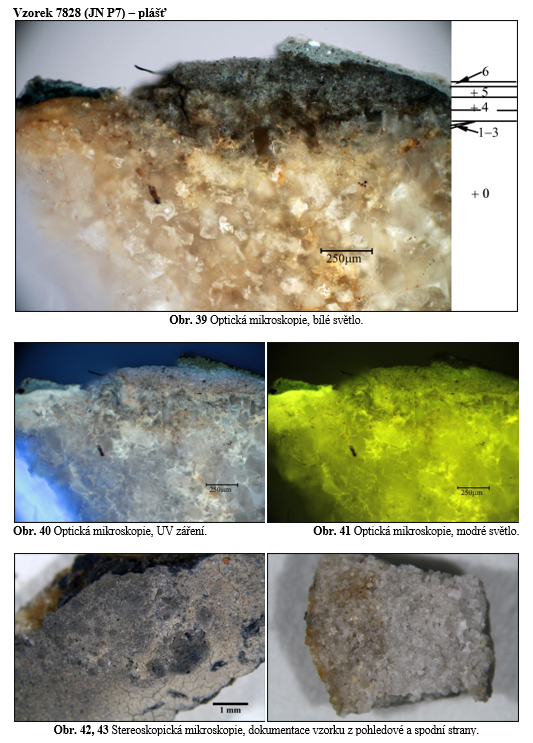 Vzorek 7828 (JN P7) – plášť
6
+ 5
+ 4
1–3
+ 0
250µm
Obr. 39 Optická mikroskopie, bílé světlo.
250µm
250µm
Obr. 40 Optická mikroskopie, UV záření.
Obr. 41 Optická mikroskopie, modré světlo.
1 mm
Obr. 42, 43 Stereoskopická mikroskopie, dokumentace vzorku z pohledové a spodní strany.